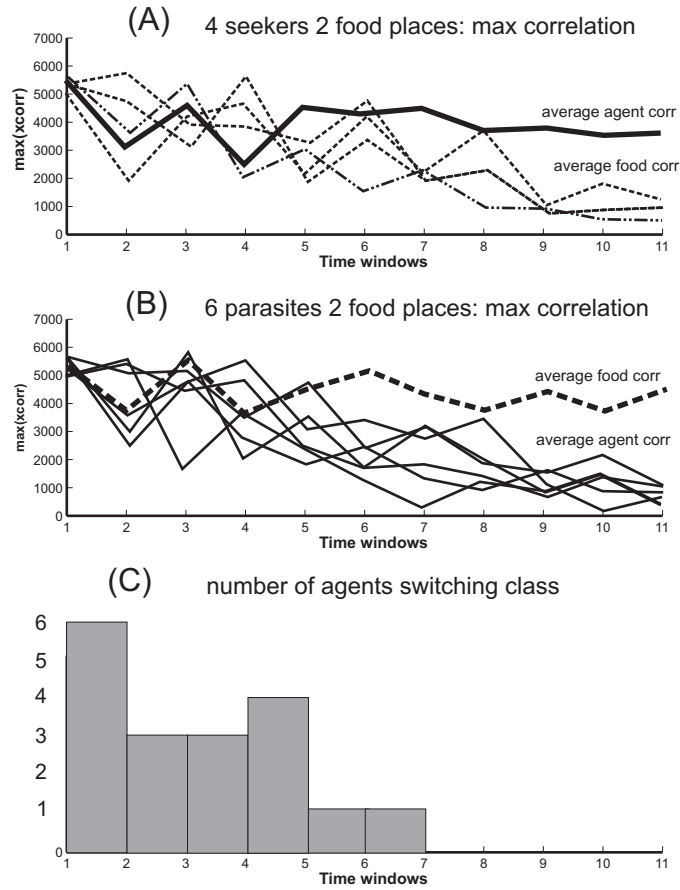 (A) 4 seekers 2 food places: max correlation
7000
6000
5000
4000
3000
2000
1000
0
max(xcorr)
average agent corr
average food corr
1 2 3 4 5 6 7 8 9 10 11
Time windows
(B) 6 parasites 2 food places: max correlation
7000
6000
5000
4000
3000
2000
1000
0
max(xcorr)
average food corr
average agent corr
1 2 3 4 5 6 7 8 9 10 11
Time windows
(C) number of agents switching class
6
5
4
3
2
1
0
1 2 3 4 5 6 7 8 9 10 11
Time windows